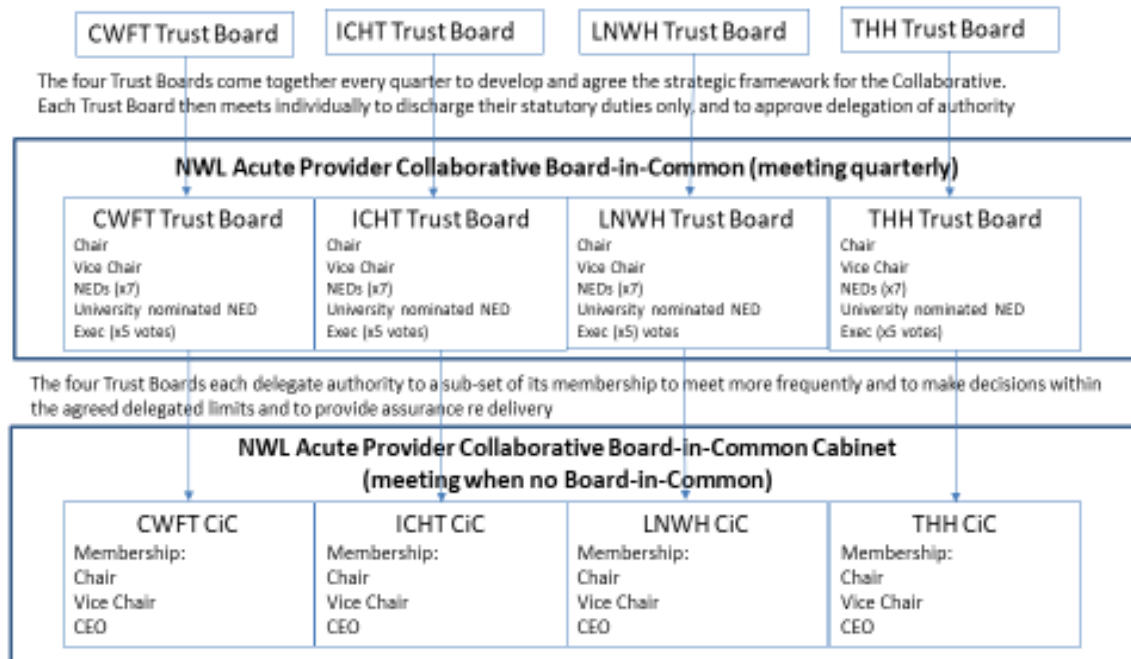 CWFT Trust Board
ICHT Trust Board
LNWH Trust Board
THH Trust Board
The four Trust Boards come together every quarter to develop and agree the strategic framework for the Collaborative.
Each Trust Board then meets individually to discharge their statutory duties only, and to approve delegation of authority
NWL Acute Provider Collaborative Board-in-Common (meeting quarterly)
CWFT Trust Board
Chair
Vice Chair
NEDs (x7)
University nominated NED
Exec (x5 votes)
ICHT Trust Board
Chair
Vice Chair
NEDs (x7)
University nominated NED
Exec (x5 votes)
LNWH Trust Board
Chair
Vice Chair
NEDs (x7)
University nominated NED
Exec (x5) votes
THH Trust Board
Chair
Vice Chair
NEDs (x7)
University nominated NED
Exec (x5 votes)
The four Trust Boards each delegate authority to a sub-set of its membership to meet more frequently and to make decisions within
the agreed delegated limits and to provide assurance re delivery
NWL Acute Provider Collaborative Board-in-Common Cabinet
(meeting when no Board-in-Common)
CWFT CiC
Membership:
Chair
Vice Chair
CEO
ICHT CiC
Membership:
Chair
Vice Chair
CEO
LNWH CiC
Membership:
Chair
Vice Chair
CEO
THH CiC
Membership:
Chair
Vice Chair
CEO